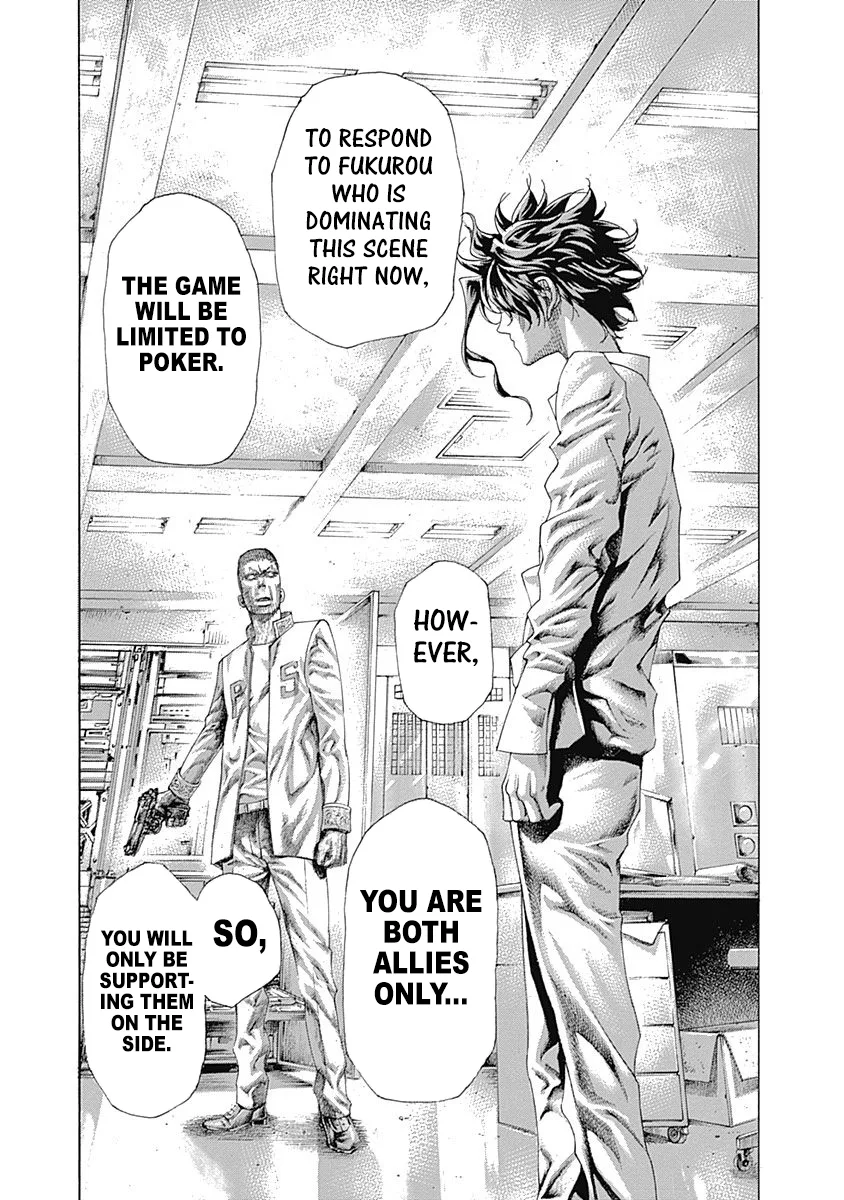 TO RESPOND
TO FUKUROU
WHO IS
DOMINATING
THIS SCENE
RIGHT NOW,
THE GAME
WILL BE
LIMITED TO
POKER.
HOW-
EVER,
YOU ARE
BOTH
ALLIES
ONLY...
SO,
YOU WILL
ONLY BE
SUPPORT-
ING THEM
ON THE
SIDE.
P S